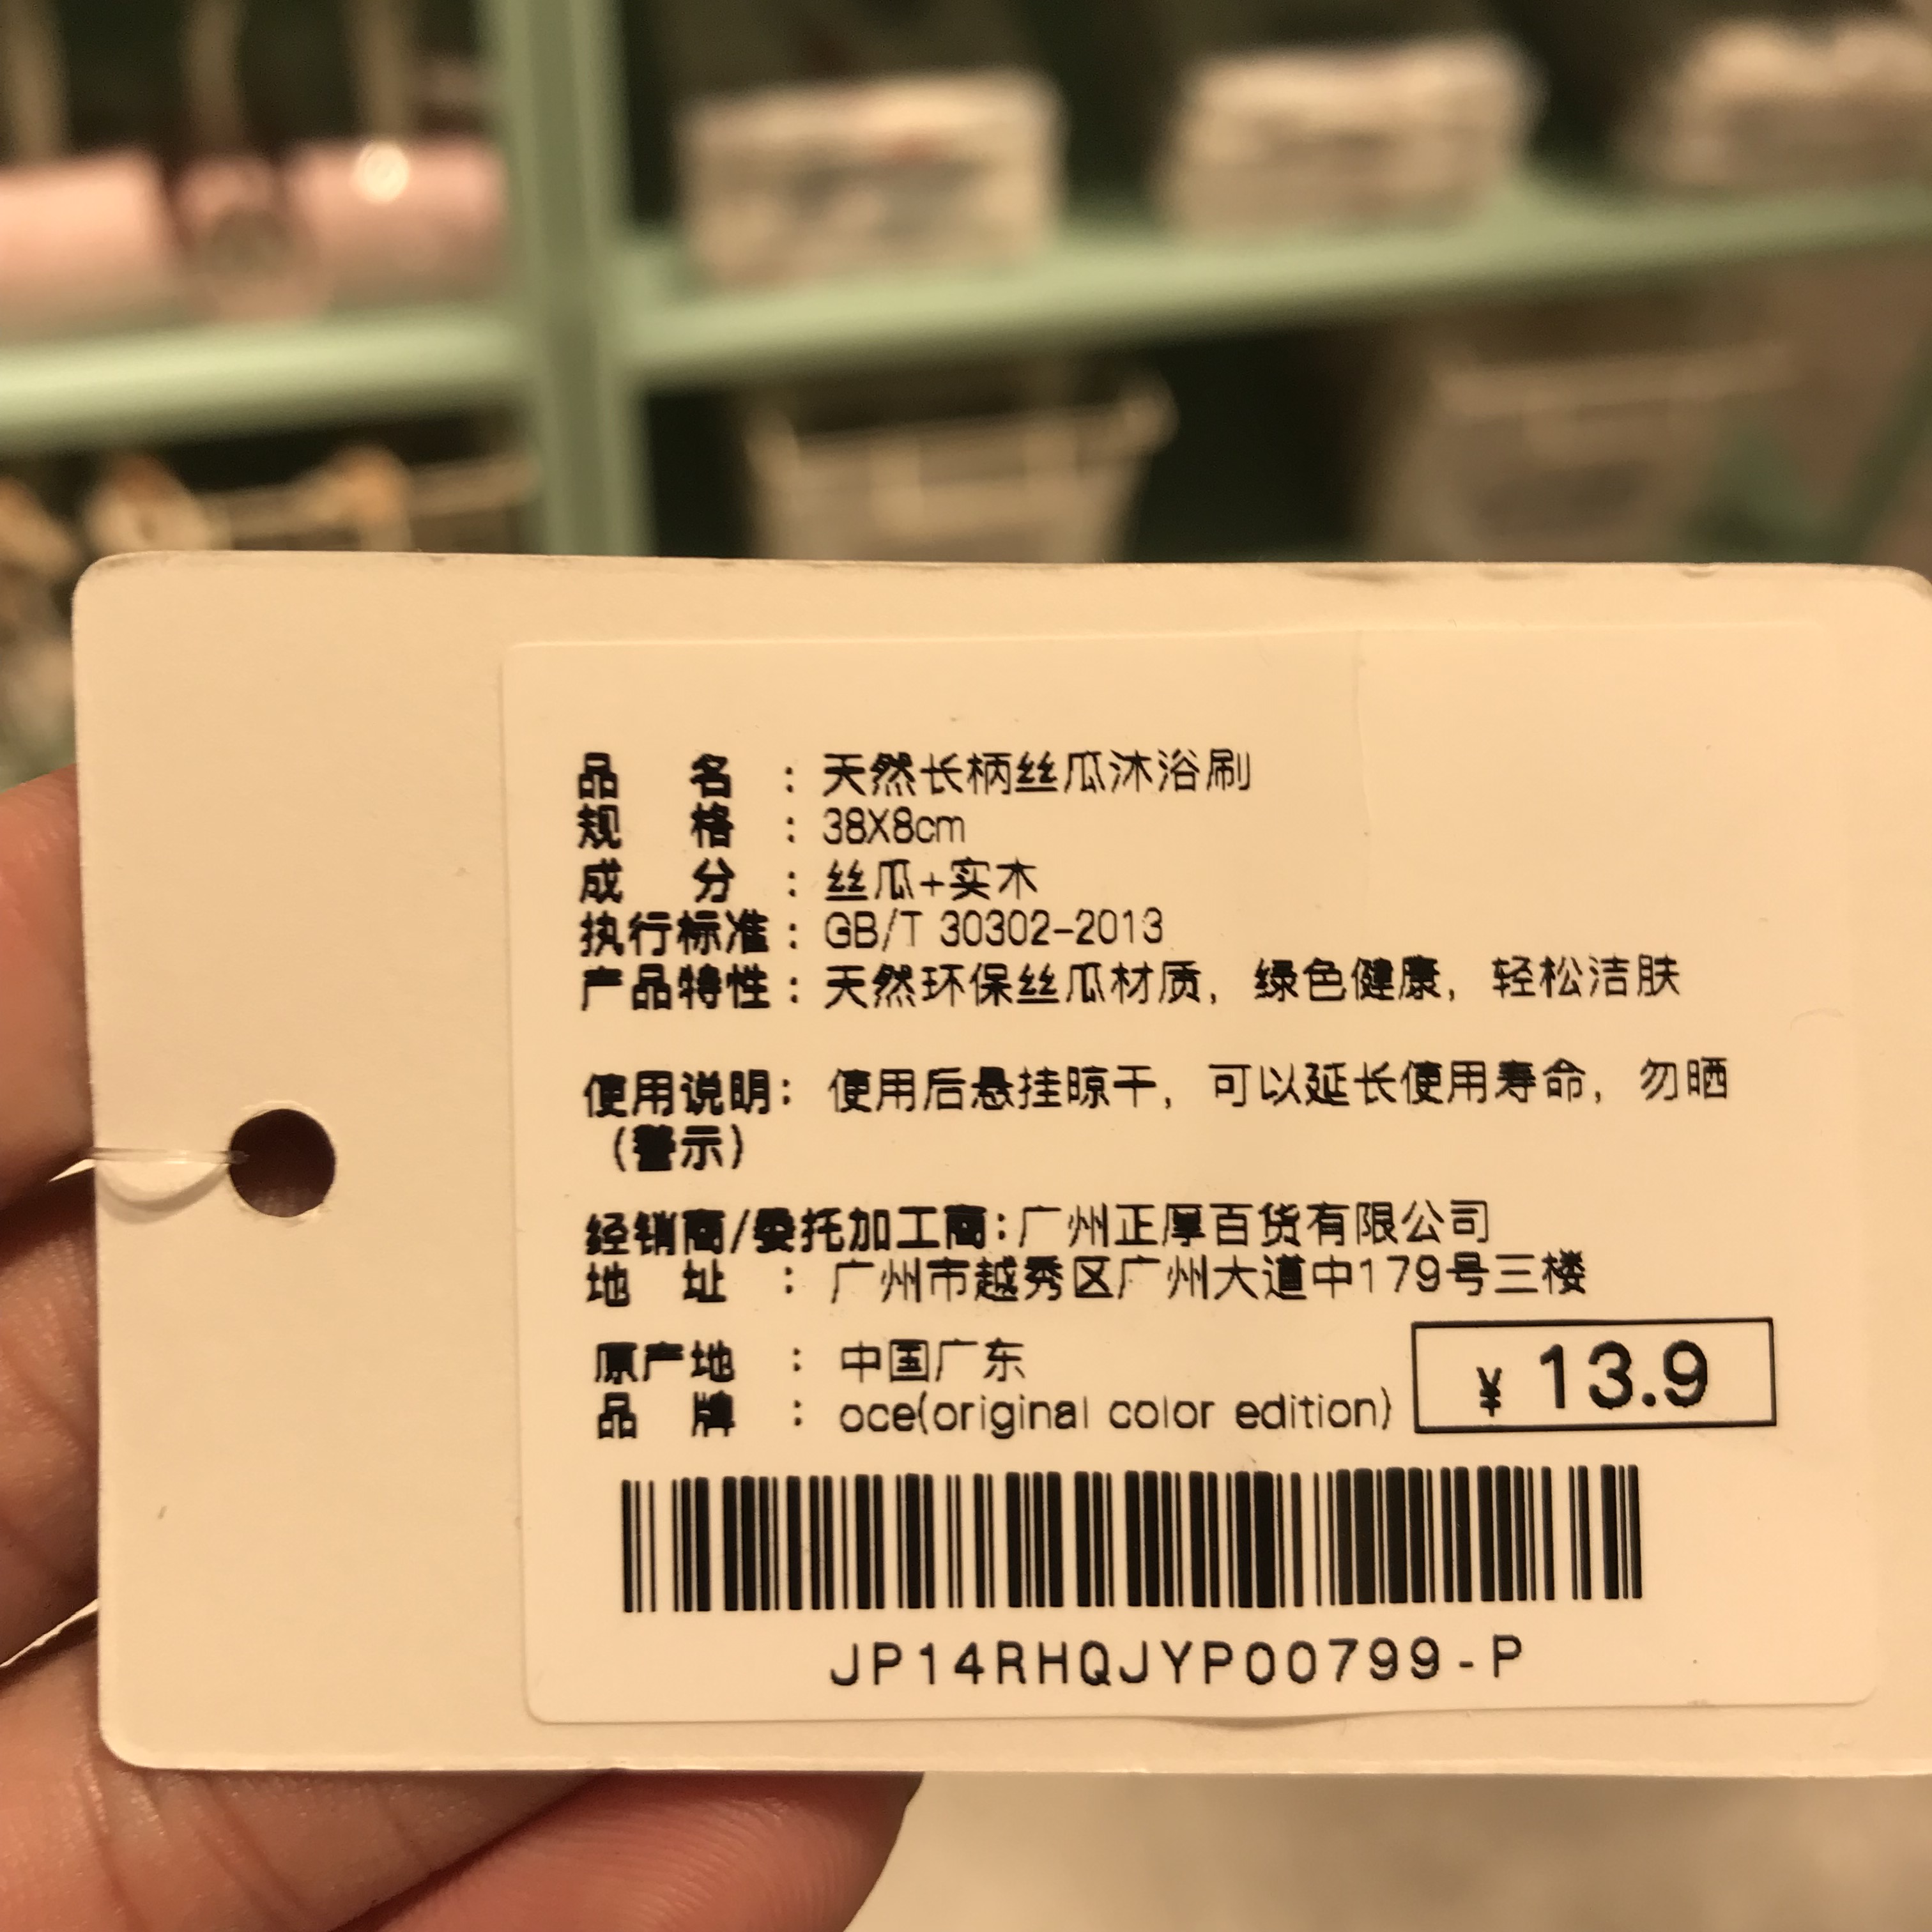 品名：天然长柄丝瓜沐浴刷
规格：38X8cm
成分：丝瓜+实木
执行标准：GB/T 30302-2013
产品特性：天然环保丝瓜材质，绿色健康，轻松洁肤
使用说明：使用后悬挂晾干，可以延长使用寿命，勿晒
（警示）
经销商/委托加工商：广州正厚百货有限公司
地址：广州市越秀区广州大道中179号三楼
原产地：中国广东
品牌：oce(original color edition)
¥ 13.9
JP14RHQJYP00799-P